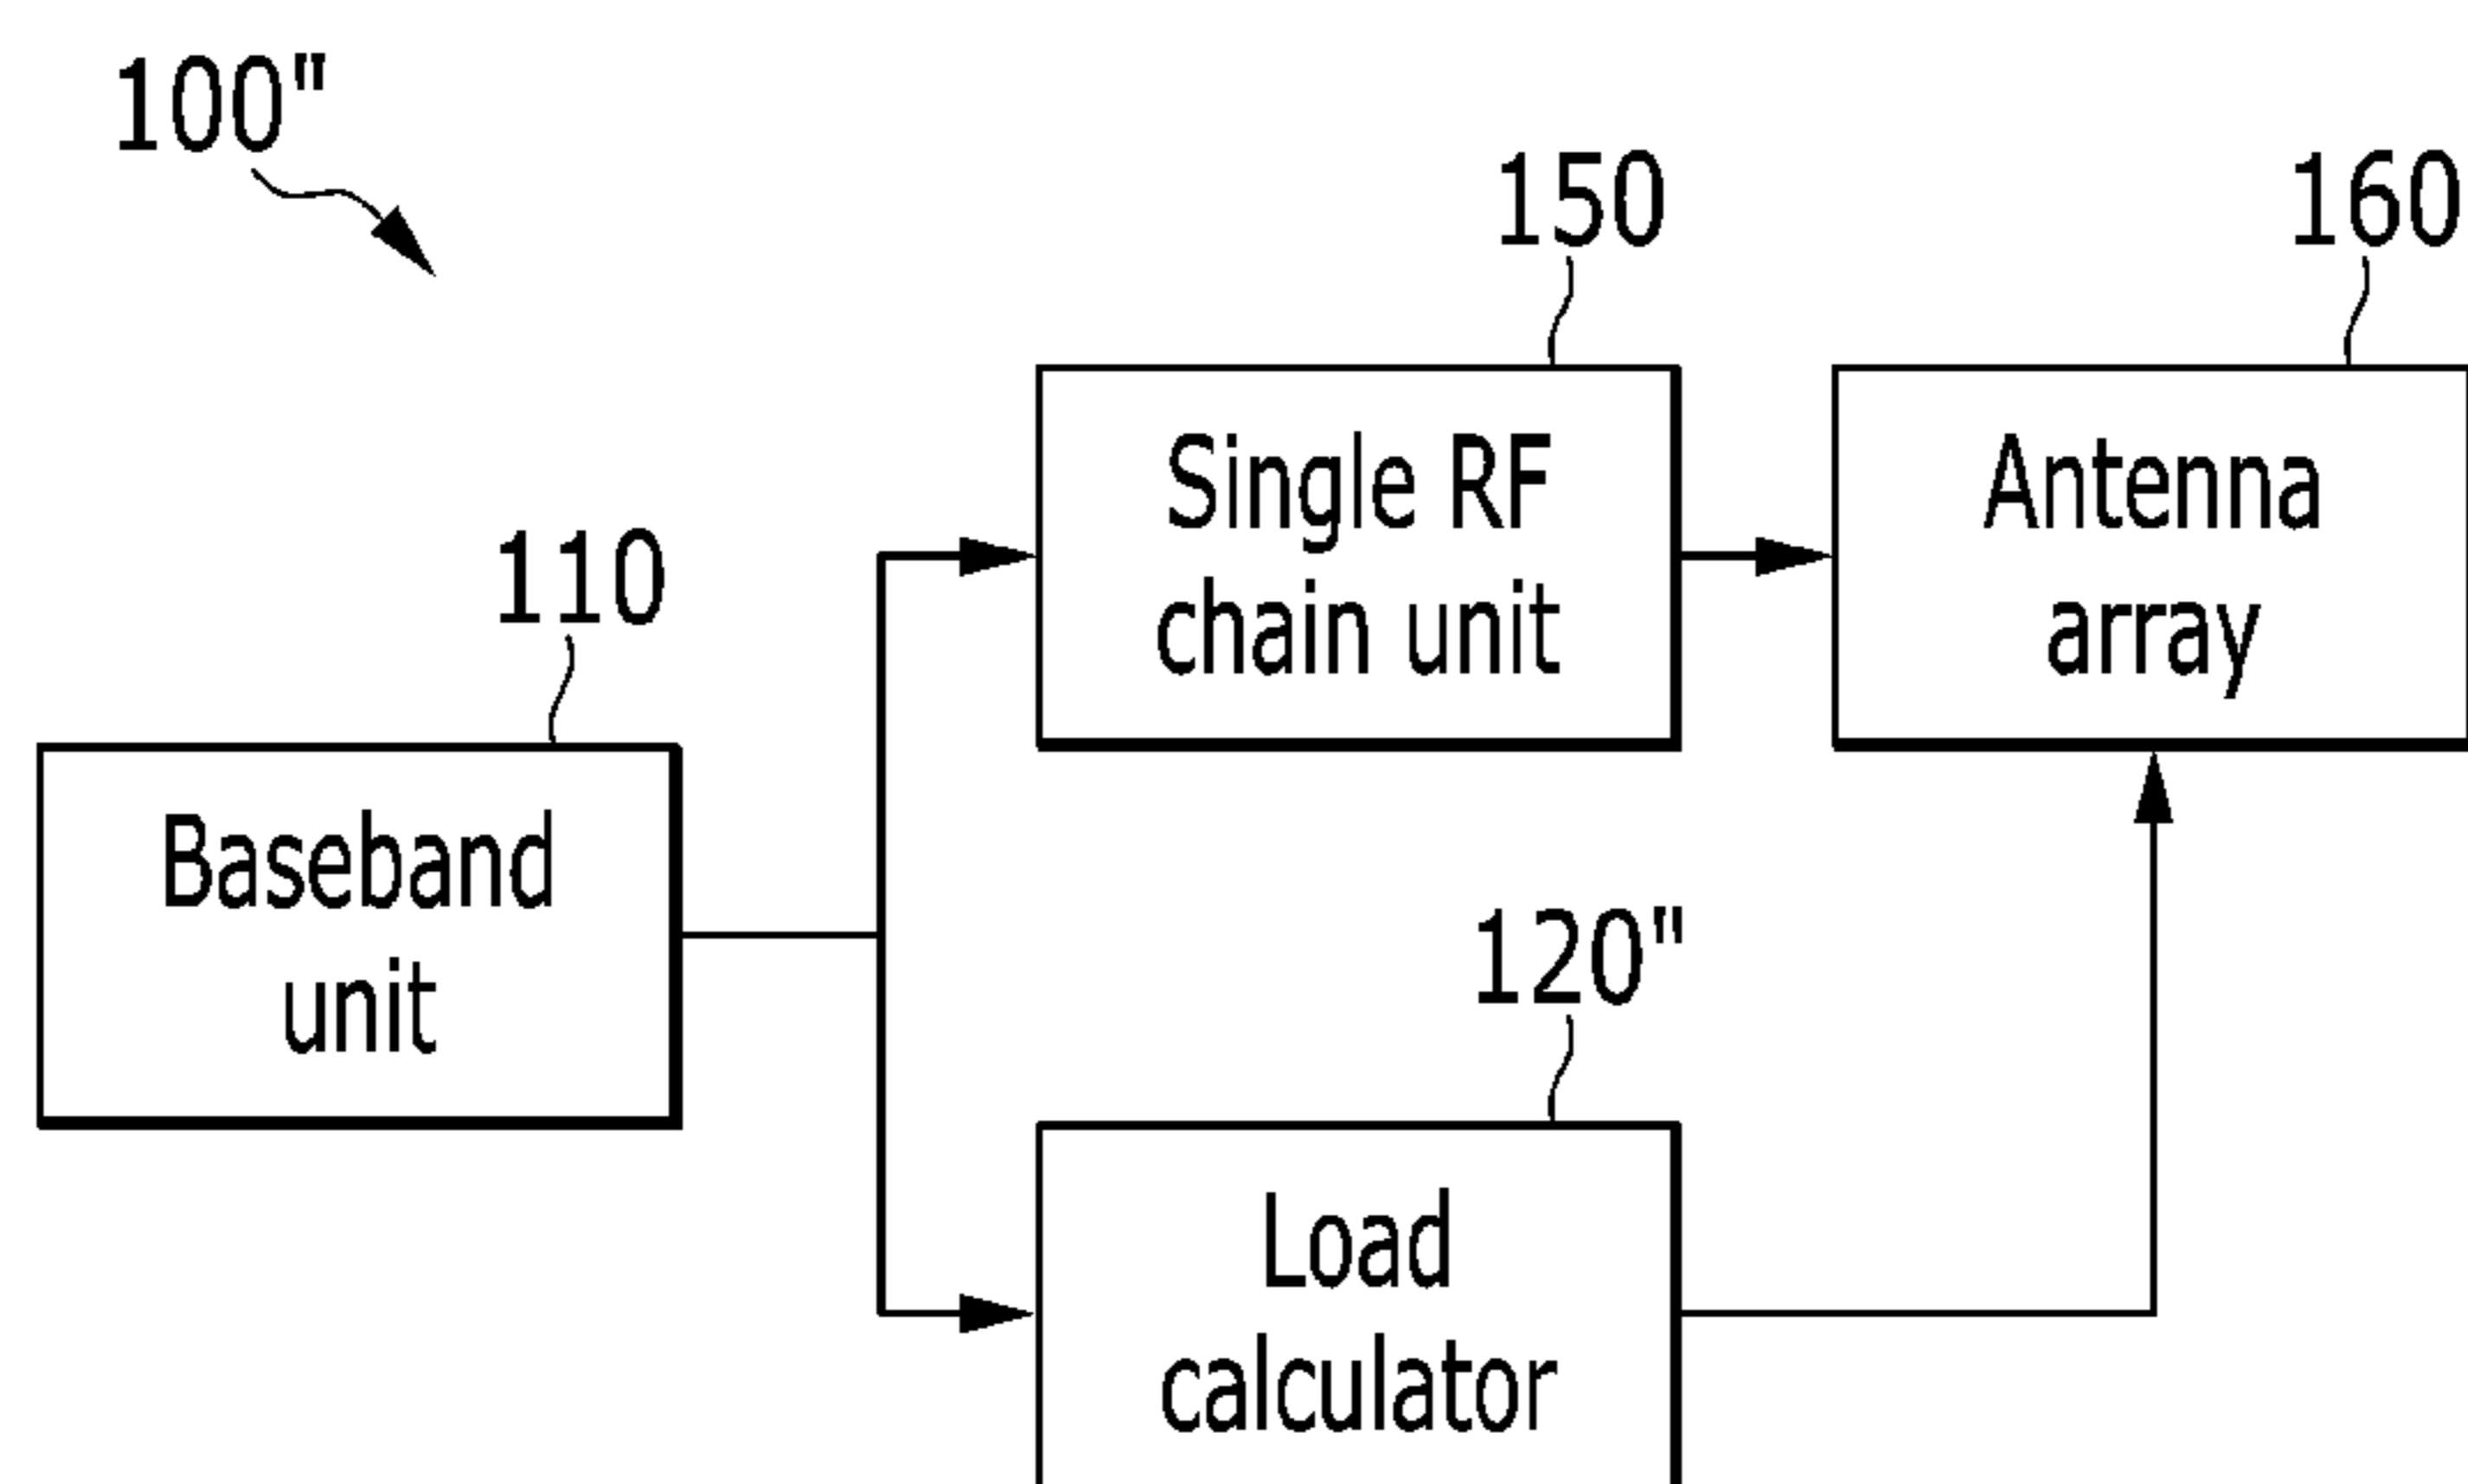 100"
150
160
Single RF
chain unit
Antenna
array
110
Baseband
unit
120"
Load
calculator